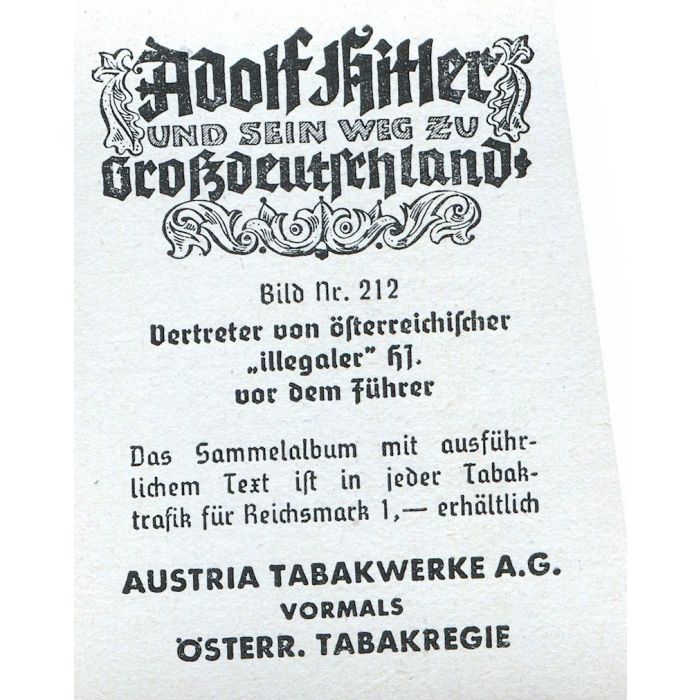 Adolf Hitler
UND SEIN WEG ZU
Großdeutschland
Bild Nr. 212
Vertreter von österreichischer
„illegaler” HJ.
vor dem Führer
Das Sammelalbum mit ausführ-
lichem Text ist in jeder Tabak-
trafik für Reichsmark 1,— erhältlich
AUSTRIA TABAKWERKE A.G.
VORMALS
ÖSTERR. TABAKREGIE